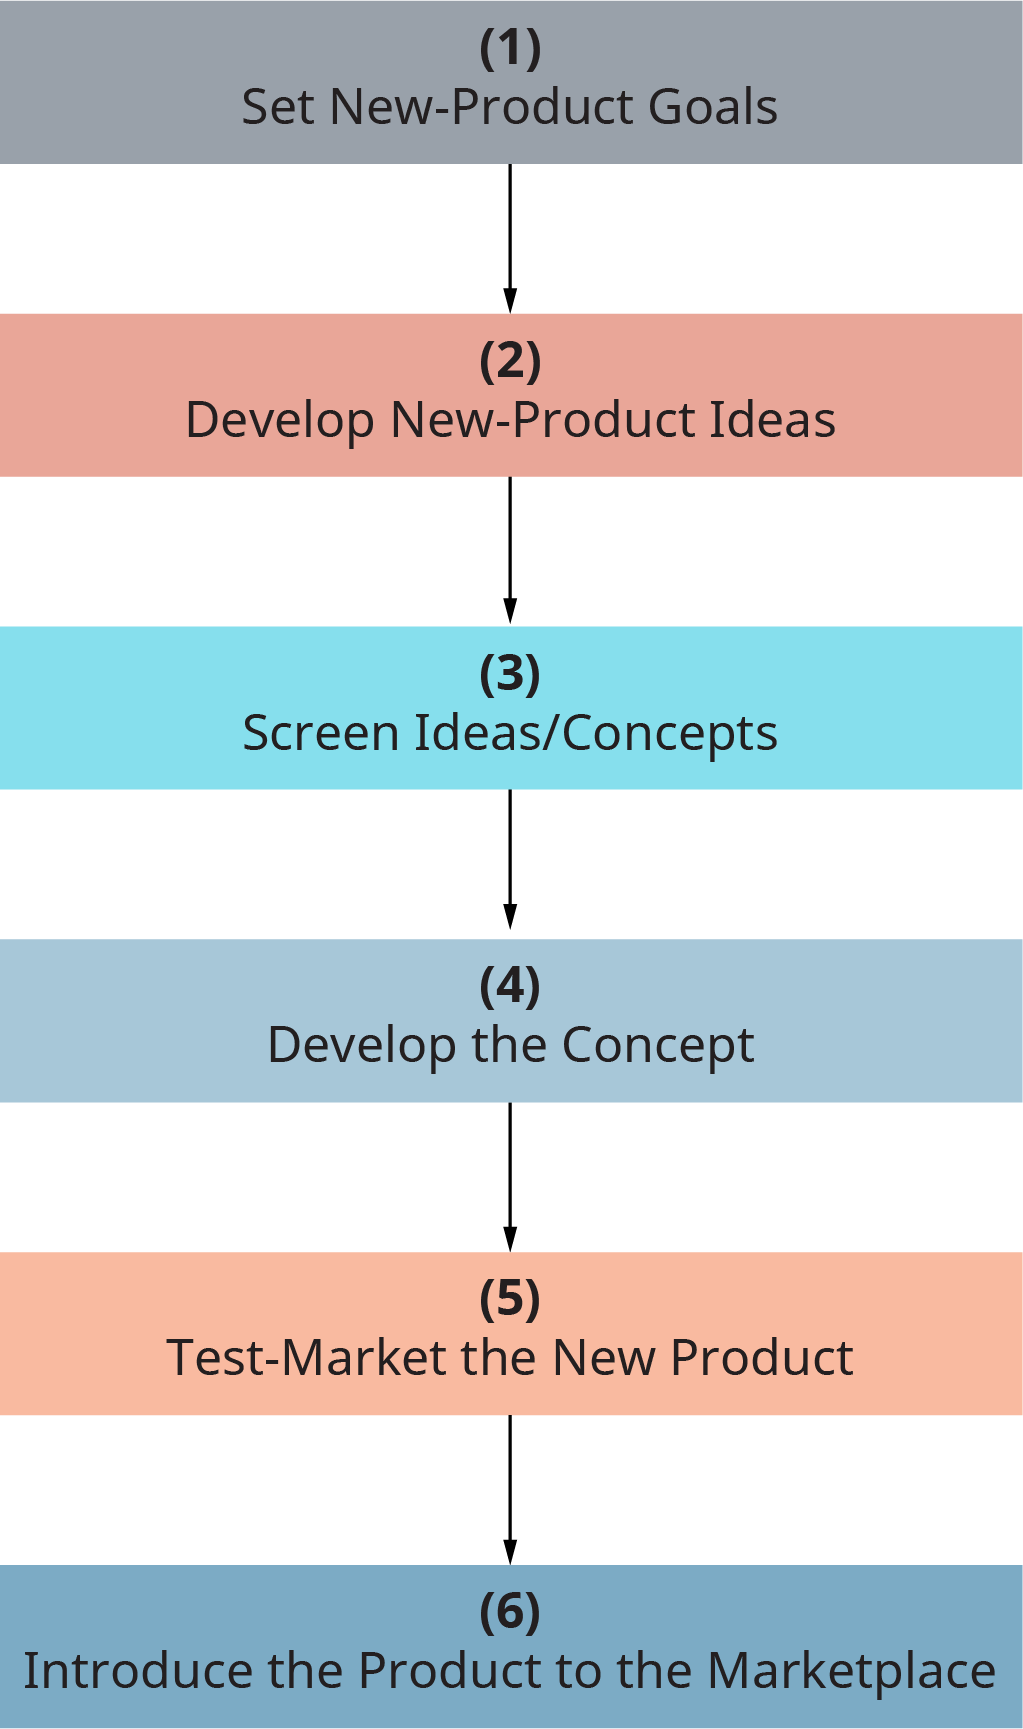 (1)
Set New-Product Goals
(2)
Develop New-Product Ideas
(3)
Screen Ideas/Concepts
(4)
Develop the Concept
(5)
Test-Market the New Product
(6)
Introduce the Product to the Marketplace